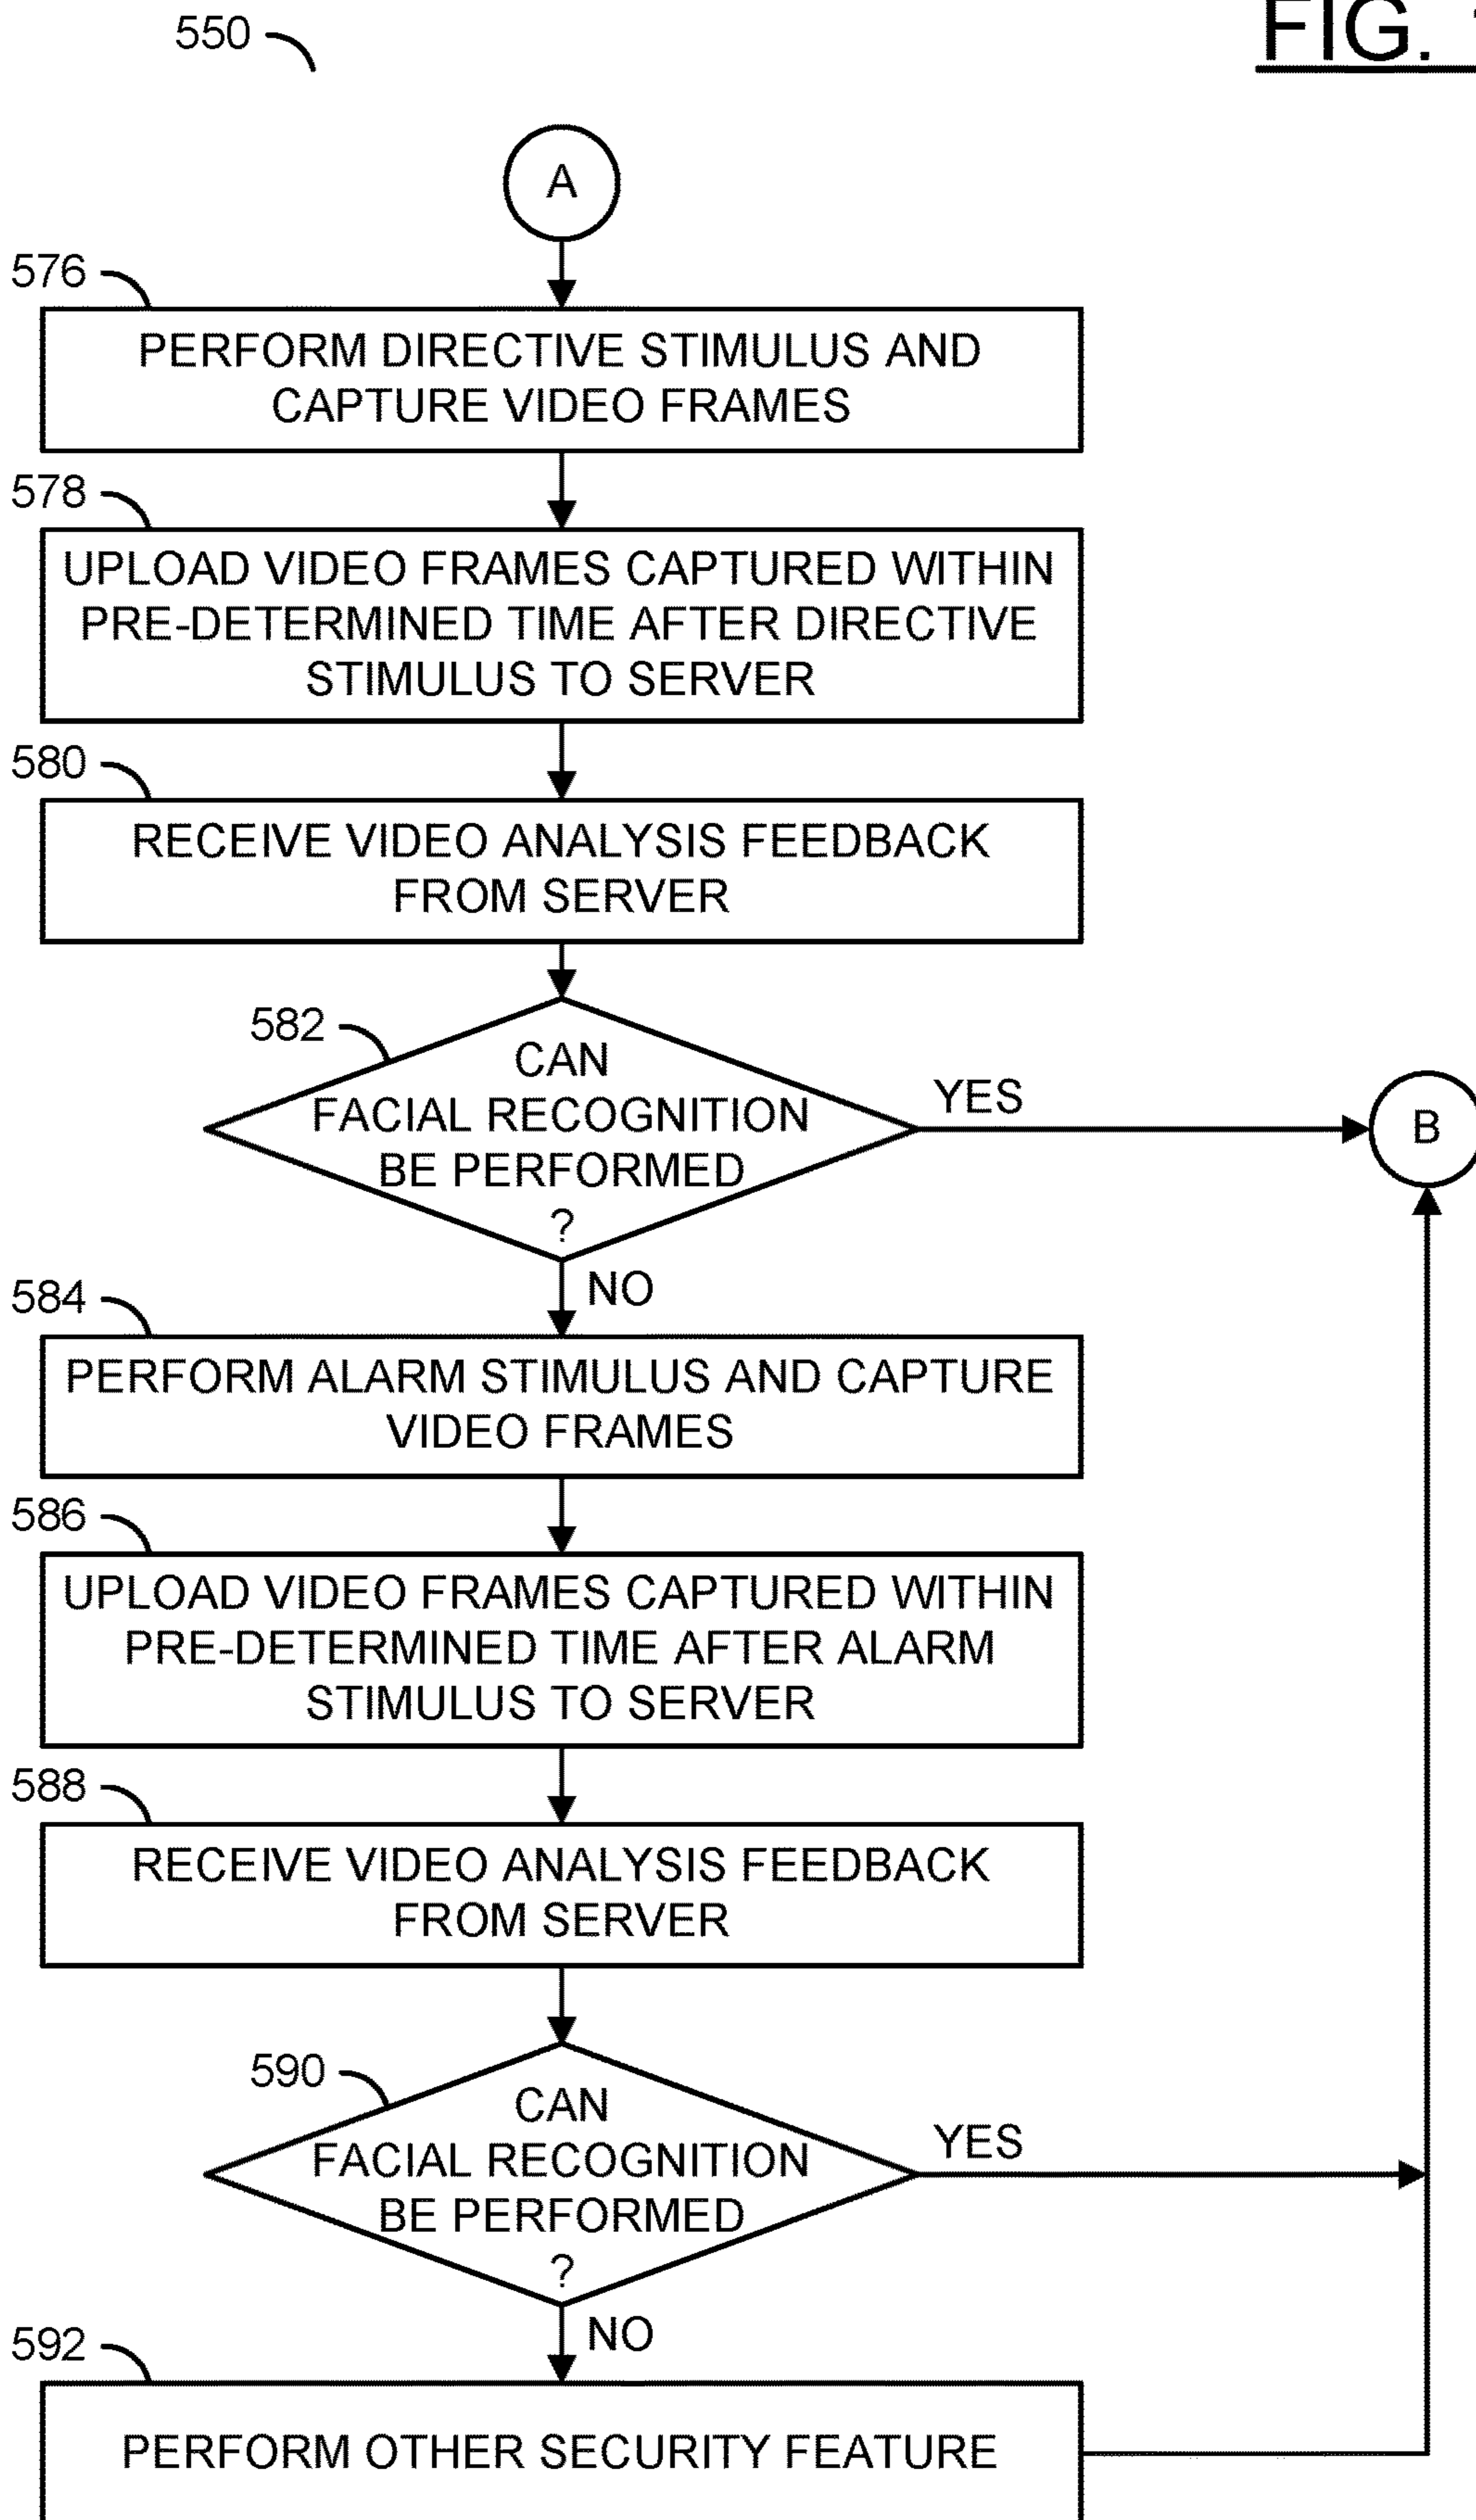 550
FIG.
A
576
PERFORM DIRECTIVE STIMULUS AND
CAPTURE VIDEO FRAMES
578
UPLOAD VIDEO FRAMES CAPTURED WITHIN
PRE-DETERMINED TIME AFTER DIRECTIVE
STIMULUS TO SERVER
580
RECEIVE VIDEO ANALYSIS FEEDBACK
FROM SERVER
582
CAN
FACIAL RECOGNITION
BE PERFORMED
?
YES
B
NO
584
PERFORM ALARM STIMULUS AND CAPTURE
VIDEO FRAMES
586
UPLOAD VIDEO FRAMES CAPTURED WITHIN
PRE-DETERMINED TIME AFTER ALARM
STIMULUS TO SERVER
588
RECEIVE VIDEO ANALYSIS FEEDBACK
FROM SERVER
590
CAN
FACIAL RECOGNITION
BE PERFORMED
?
YES
NO
592
PERFORM OTHER SECURITY FEATURE